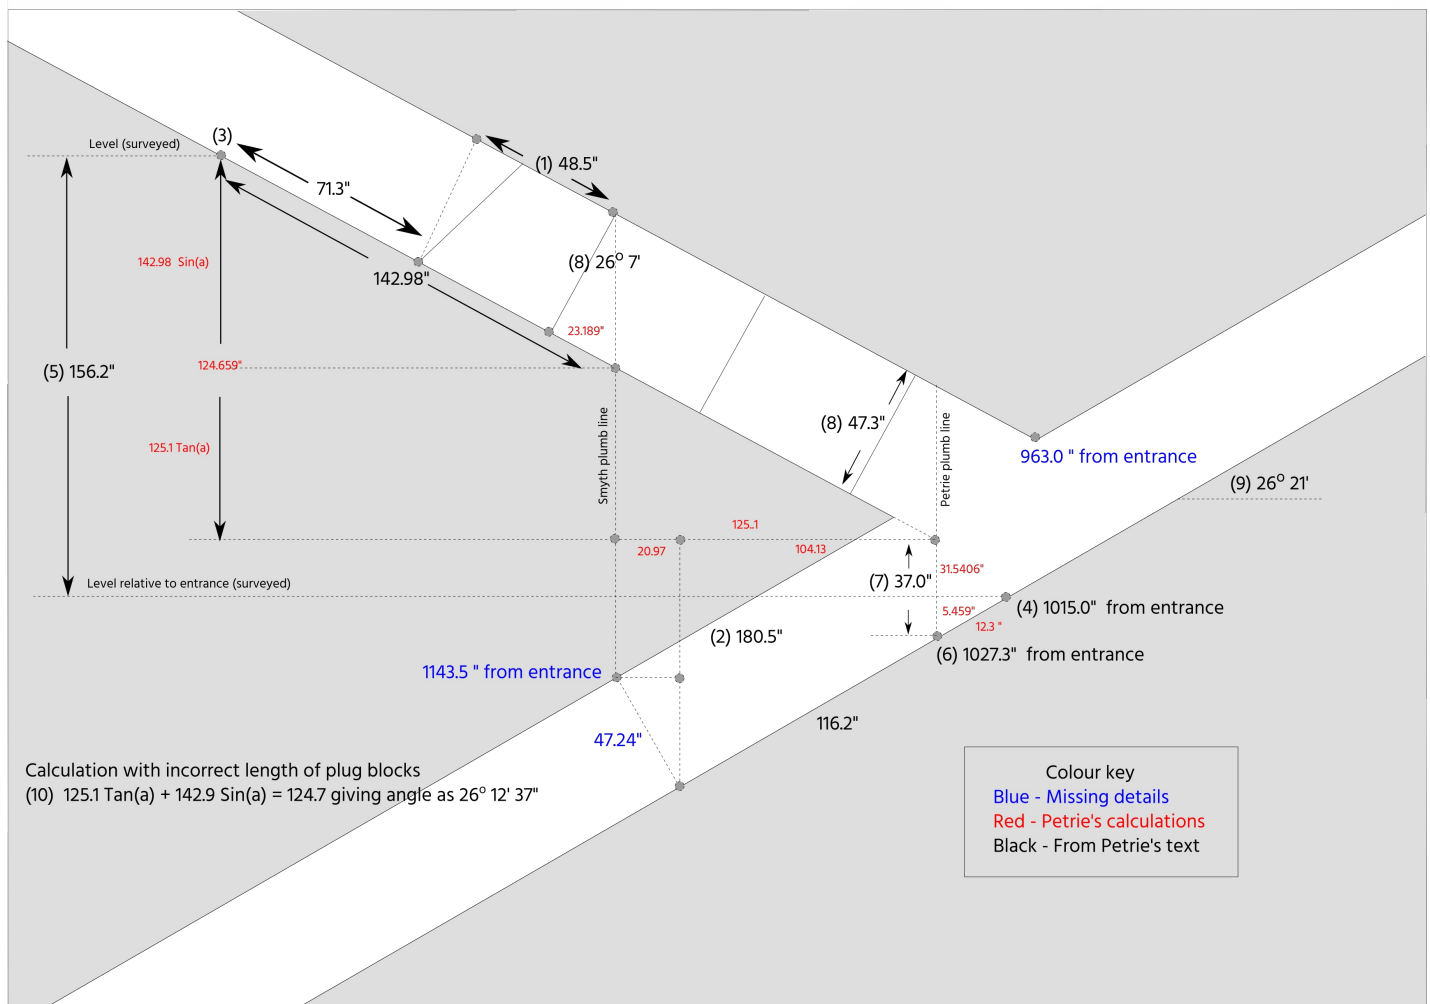 (3)
Level (surveyed)
(1) 48.5"
71.3"
142.98 Sin(a)
(8) 26° 7'
142.98"
23.189"
(5) 156.2"
124.659"
(8) 47.3"
Smyth plumb line
Petrie plumb line
125.1 Tan(a)
963.0 " from entrance
(9) 26° 21'
125..1
20.97
104.13
31.5406"
(7) 37.0"
Level relative to entrance (surveyed)
5.459"
(4) 1015.0" from entrance
12.3 "
(2) 180.5"
(6) 1027.3" from entrance
1143.5 " from entrance
116.2"
47.24"
Calculation with incorrect length of plug blocks
(10) 125.1 Tan(a) + 142.9 Sin(a) = 124.7 giving angle as 26° 12' 37"
Colour key
Blue - Missing details
Red - Petrie's calculations
Black - From Petrie's text